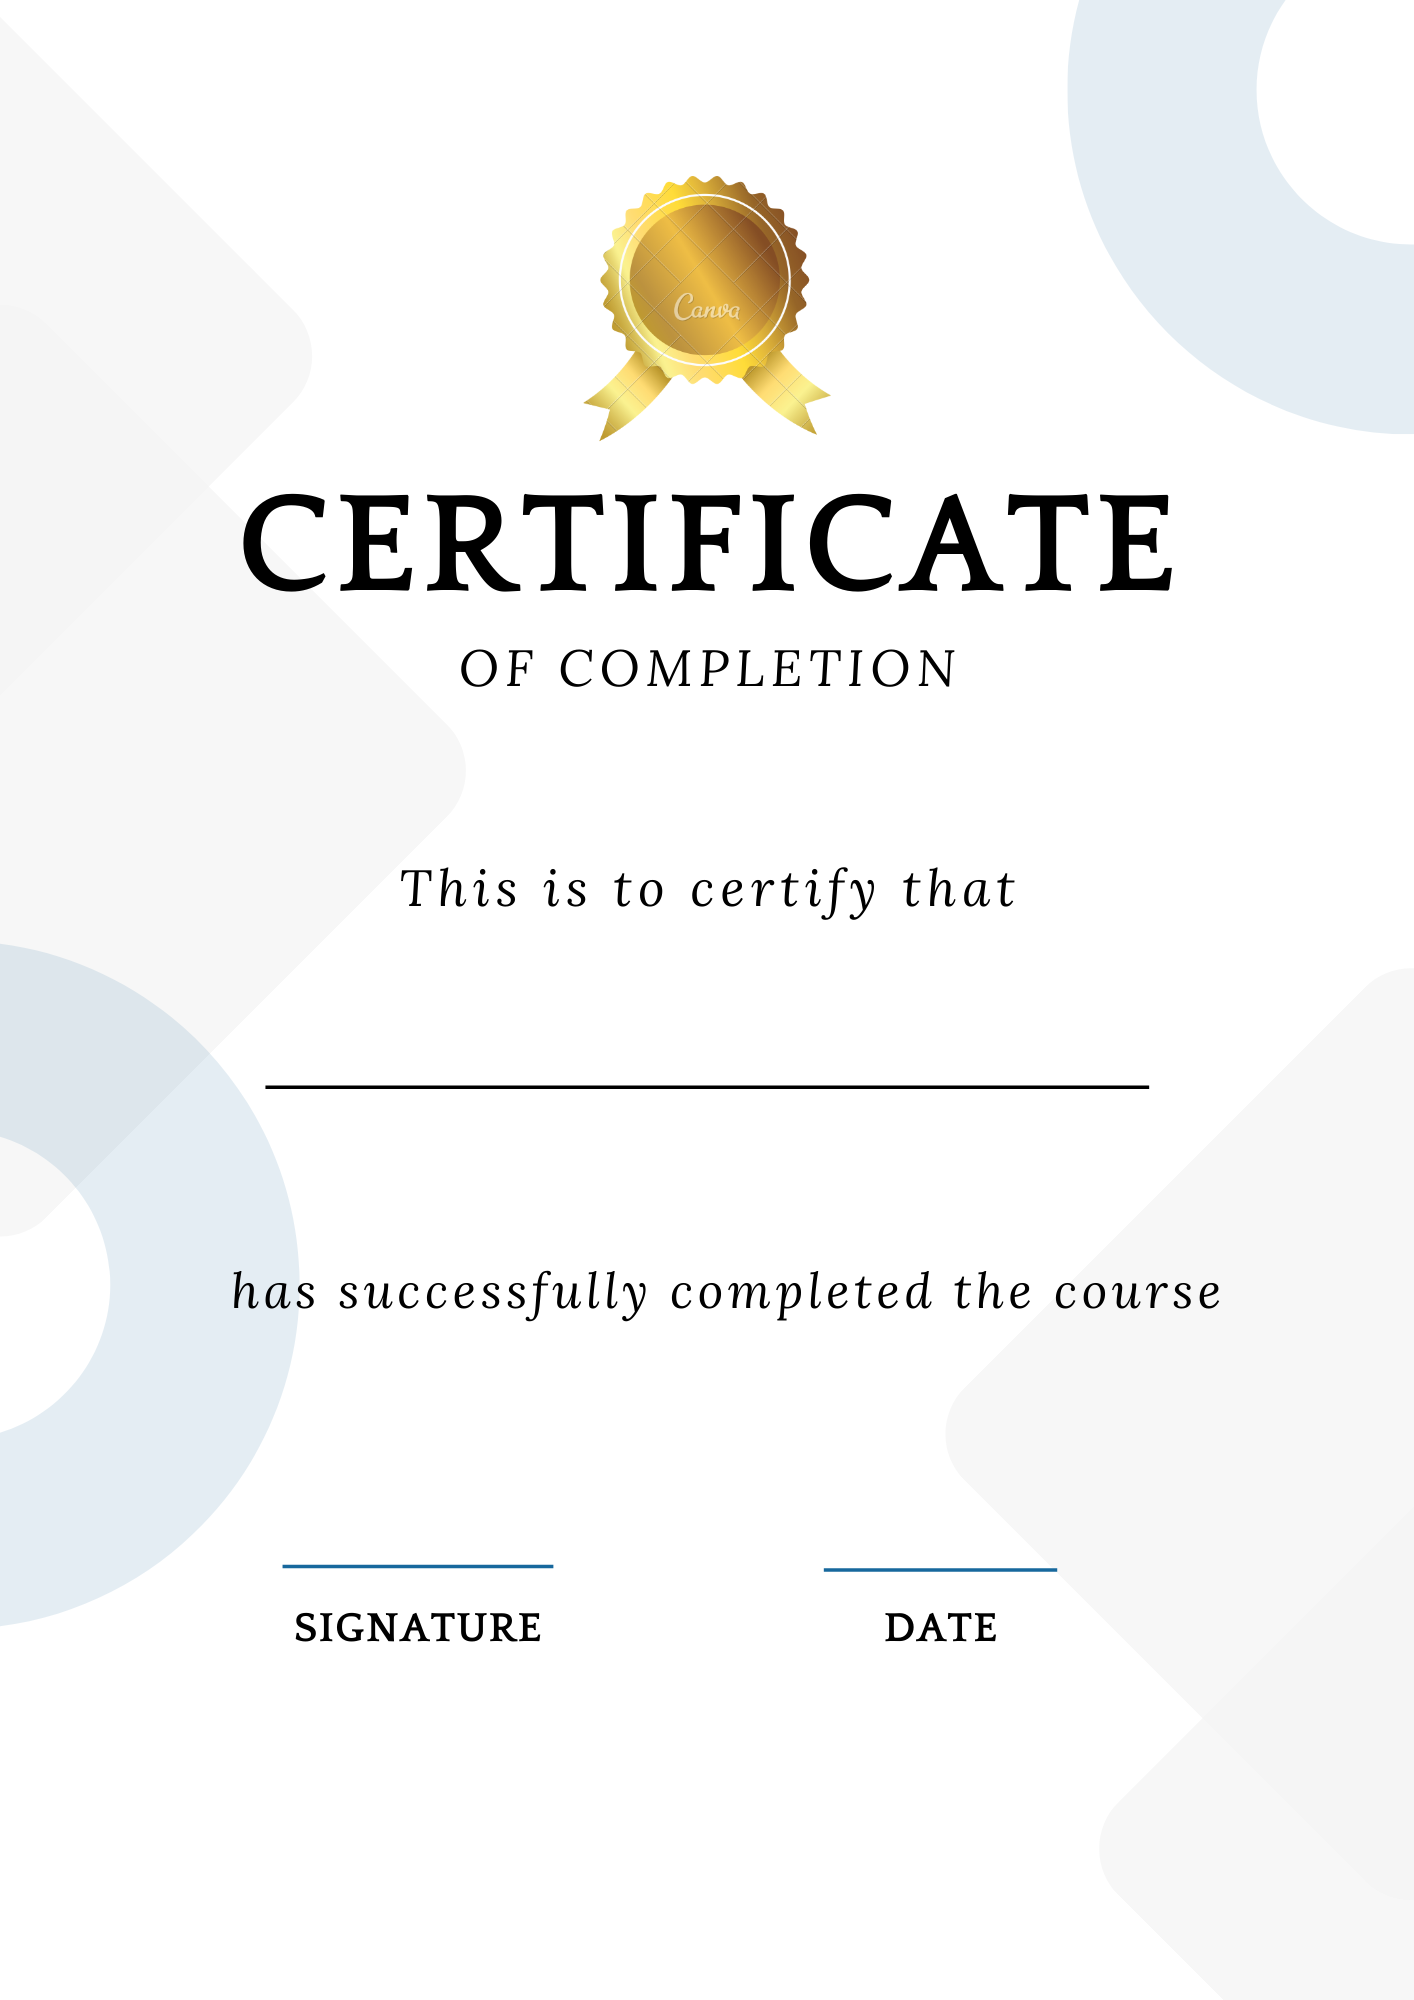 Canva
CERTIFICATE
OF COMPLETION
This is to certify that
has successfully completed the course
SIGNATURE
DATE